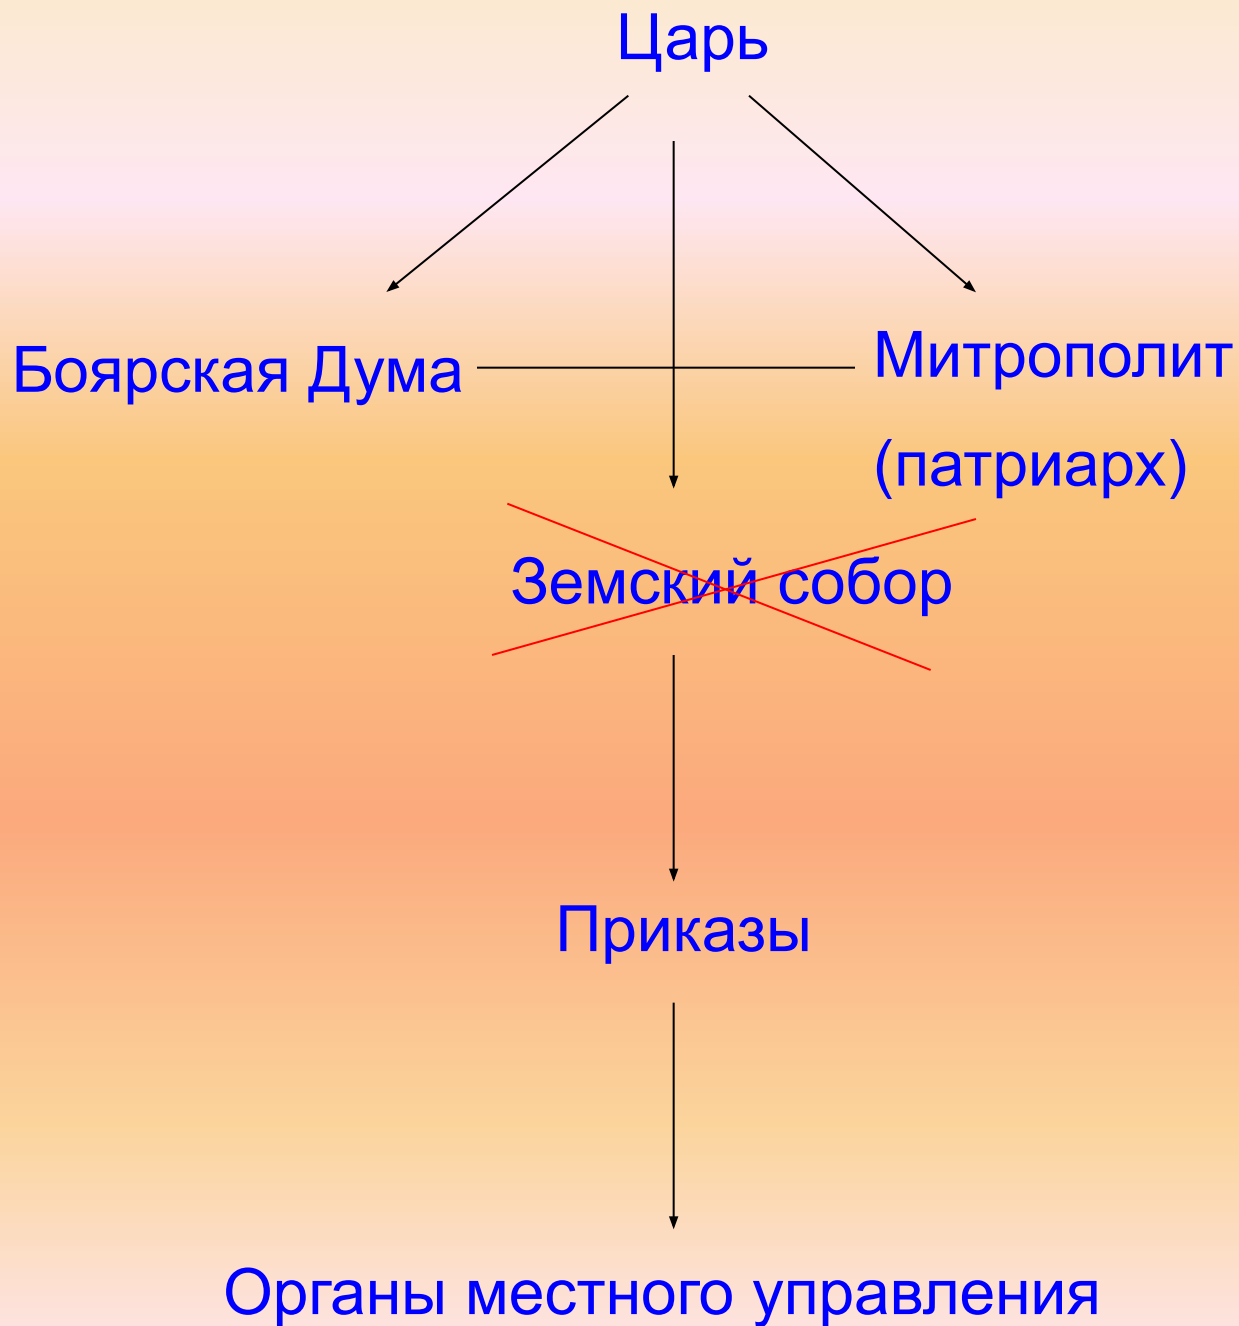 Царь
Боярская Дума
Митрополит
(патриарх)
Земский собор
Приказы
Органы местного управления